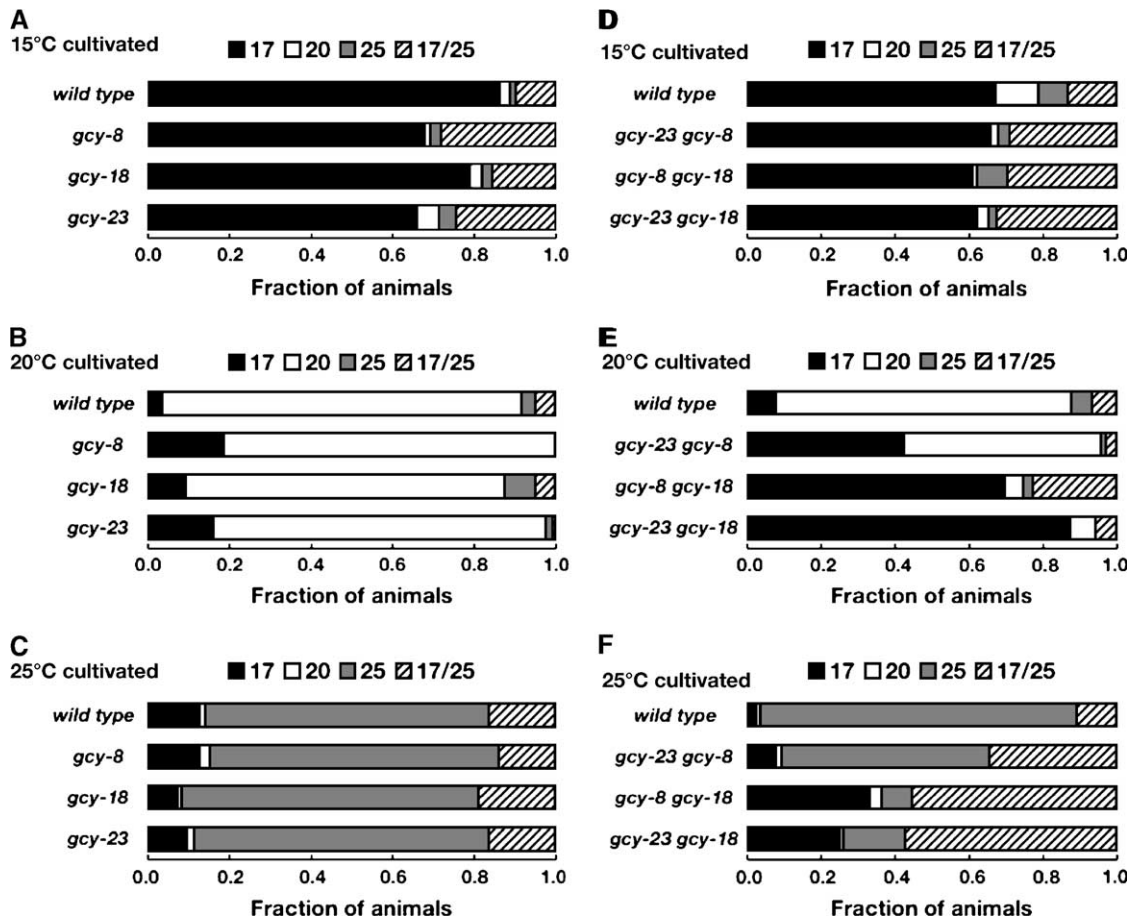 A
15°C cultivated
17 20 25 17/25
wild type
gcy-8
gcy-18
gcy-23
0.0 0.2 0.4 0.6 0.8 1.0
Fraction of animals
B
20°C cultivated
17 20 25 17/25
wild type
gcy-8
gcy-18
gcy-23
0.0 0.2 0.4 0.6 0.8 1.0
Fraction of animals
C
25°C cultivated
17 20 25 17/25
wild type
gcy-8
gcy-18
gcy-23
0.0 0.2 0.4 0.6 0.8 1.0
Fraction of animals
D
15°C cultivated
17 20 25 17/25
wild type
gcy-23 gcy-8
gcy-8 gcy-18
gcy-23 gcy-18
0.0 0.2 0.4 0.6 0.8 1.0
Fraction of animals
E
20°C cultivated
17 20 25 17/25
wild type
gcy-23 gcy-8
gcy-8 gcy-18
gcy-23 gcy-18
0.0 0.2 0.4 0.6 0.8 1.0
Fraction of animals
F
25°C cultivated
17 20 25 17/25
wild type
gcy-23 gcy-8
gcy-8 gcy-18
gcy-23 gcy-18
0.0 0.2 0.4 0.6 0.8 1.0
Fraction of animals